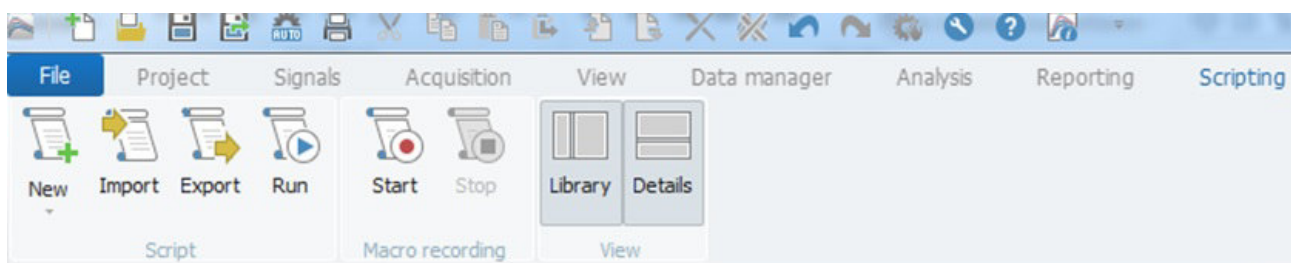 AUTO
File Project Signals Acquisition View Data manager Analysis Reporting Scripting
New Import Export Run Start Stop Library Details
Script Macro recording View